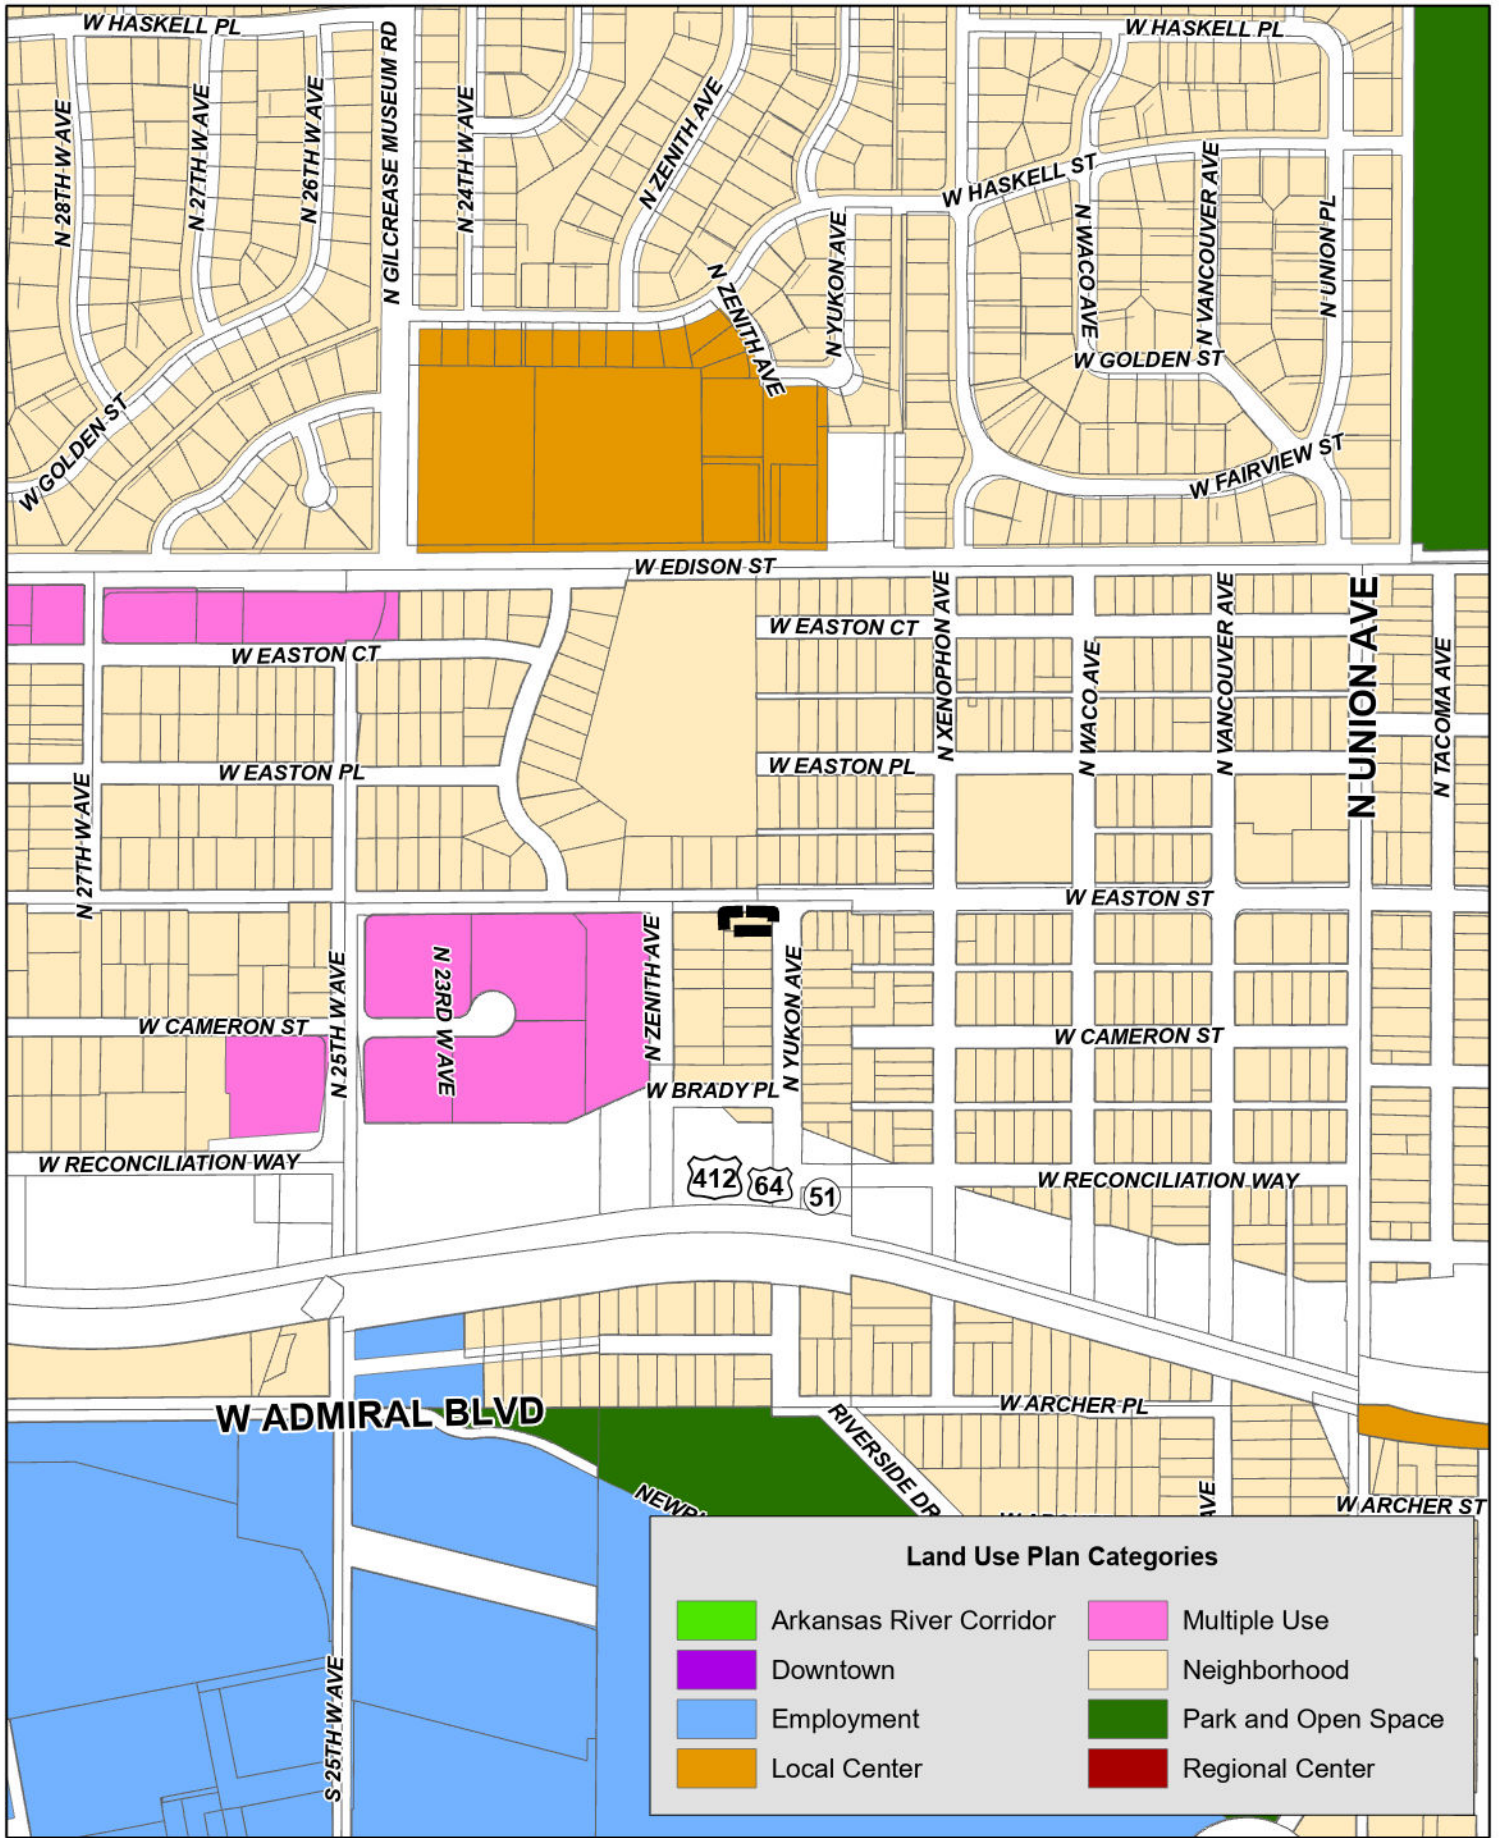 W HASKELL PL
W HASKELL PL
N 28TH W AVE
N 27TH W AVE
N 26TH W AVE
N GILCREASE MUSEUM RD
N 24TH W AVE
N ZENITH AVE
W HASKELL ST
N YUKON AVE
N ZENITH AVE
N WACO AVE
N VANCOUVER AVE
N UNION PL
W GOLDEN ST
W GOLDEN ST
W FAIRVIEW ST
W EDISON ST
W EASTON CT
W EASTON CT
N XENOPHON AVE
N WACO AVE
N VANCOUVER AVE
N UNION AVE
N TACOMA AVE
W EASTON PL
W EASTON PL
N 27TH W AVE
W EASTON ST
N 25TH W AVE
N 23RD W AVE
N ZENITH AVE
N YUKON AVE
W CAMERON ST
W CAMERON ST
W BRADY PL
W RECONCILIATION WAY
412
64
51
W RECONCILIATION WAY
W ADMIRAL BLVD
W ARCHER PL
RIVERSIDE DR
AVE
W ARCHER ST
S 25TH W AVE
Land Use Plan Categories
Arkansas River Corridor
Multiple Use
Downtown
Neighborhood
Employment
Park and Open Space
Local Center
Regional Center